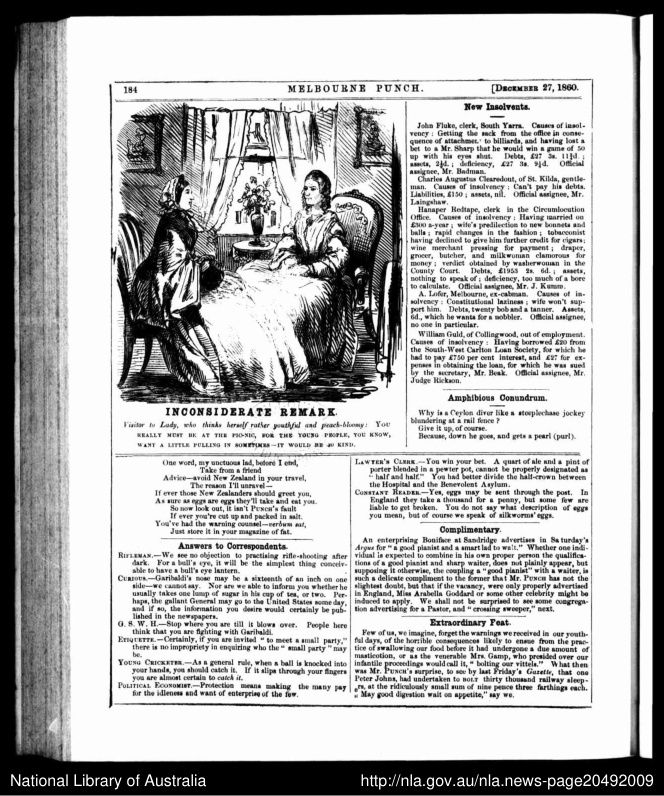 184
MELBOURNE PUNCH.
[DECEMBER 27, 1860.
INCONSIDERATE REMARK.
Visitor to Lady, who thinks herself rather youthful and peach-bloomy: YOU
REALLY MUST BE AT THE PIC-NIC, FOR THE YOUNG PEOPLE, YOU KNOW,
WANT A LITTLE PULLING IN SOMETIMES—IT WOULD BE SO KIND.
New Insolvents.
John Fluke, clerk, South Yarra. Causes of insol-
vency: Getting the sack from the office in conse-
quence of attachment to billiards, and having lost a
bet to a Mr. Sharp that he would win a game of 50
up with his eyes shut. Debts, £27 3s. 11½d.;
assets, 2½d.; deficiency, £27 3s. 9½d. Official
assignee, Mr. Badman.
Charles Augustus Clearedout, of St. Kilda, gentle-
man. Causes of insolvency: Can't pay his debts.
Liabilities, £150; assets, nil. Official assignee, Mr.
Laingshaw.
Hanaper Redtape, clerk in the Circumlocution
Office. Causes of insolvency: Having married on
£300 a-year; wife's predilection to new bonnets and
balls; rapid changes in the fashion; tobacconist
having declined to give him further credit for cigars;
wine merchant pressing for payment; draper,
grocer, butcher, and milkwoman clamorous for
money; verdict obtained by washerwoman in the
County Court. Debts, £1953 2s. 6d.; assets,
nothing to speak of; deficiency, too much of a bore
to calculate. Official assignee, Mr. J. Kumm.
A. Lofer, Melbourne, ex-cabman. Causes of in-
solvency: Constitutional laziness; wife won't sup-
port him. Debts, twenty bob and a tanner. Assets,
6d., which he wants for a nobbler. Official assignee,
no one in particular.
William Guld, of Collingwood, out of employment.
Causes of insolvency: Having borrowed £20 from
the South-West Carlton Loan Society, for which he
had to pay £750 per cent interest, and £27 for ex-
penses in obtaining the loan, for which he was sued
by the secretary, Mr. Beak. Official assignee, Mr.
Judge Rickson.
Amphibious Conundrum.
Why is a Ceylon diver like a steeplechase jockey
blundering at a rail fence?
Give it up, of course.
Because, down he goes, and gets a pearl (purl).
One word, my unctuous lad, before I end,
Take from a friend
Advice—avoid New Zealand in your travel,
The reason I'll unravel—
If ever those New Zealanders should greet you,
As sure as eggs are eggs they'll take and eat you.
So now look out, it isn't PUNCH'S fault
If ever you're cut up and packed in salt.
You've had the warning counsel—verbum sat,
Just store it in your magazine of fat.
Answers to Correspondents.
RIFLEMAN.—We see no objection to practising rifle-shooting after
dark. For a bull's eye, it will be the simplest thing conceiv-
able to have a bull's eye lantern.
CURIOUS.—Garibaldi's nose may be a sixteenth of an inch on one
side—we cannot say. Nor are we able to inform you whether he
usually takes one lump of sugar in his cup of tea, or two. Per-
haps, the gallant General may go to the United States some day,
and if so, the information you desire would certainly be pub-
lished in the newspapers.
G. S. W. H.—Stop where you are till it blows over. People here
think that you are fighting with Garibaldi.
ETIQUETTE.—Certainly, if you are invited "to meet a small party,"
there is no impropriety in enquiring who the "small party" may
be.
YOUNG CRICKETER.—As a general rule, when a ball is knocked into
your hands, you should catch it. If it slips through your fingers
you are almost certain to catch it.
POLITICAL ECONOMIST.—Protection means making the many pay
for the idleness and want of enterprise of the few.
LAWYER'S CLERK.—You win your bet. A quart of ale and a pint of
porter blended in a pewter pot, cannot be properly designated as
"half and half." You had better divide the half-crown between
the Hospital and the Benevolent Asylum.
CONSTANT READER.—Yes, eggs may be sent through the post. In
England they take a thousand for a penny, but some few are
liable to get broken. You do not say what description of eggs
you mean, but of course we speak of silkworms' eggs.
Complimentary.
An enterprising Boniface at Sandridge advertises in Saturday's
Argus for "a good pianist and a smart lad to wait." Whether one indi-
vidual is expected to combine in his own proper person the qualifica-
tions of a good pianist and sharp waiter, does not plainly appear, but
supposing it otherwise, the coupling a "good pianist" with a waiter, is
such a delicate compliment to the former that Mr. PUNCH has not the
slightest doubt, but that if the vacancy, were only properly advertised
in England, Miss Arabella Goddard or some other celebrity might be
induced to apply. We shall not be surprised to see some congrega-
tion advertising for a Pastor, and "crossing sweeper," next.
Extraordinary Feat.
Few of us, we imagine, forget the warnings we received in our youth-
ful days, of the horrible consequences likely to ensue from the prac-
tice of swallowing our food before it had undergone a due amount of
masticotion, or as the venerable Mrs. Gamp, who presided over our
infantile proceedings would call it, "bolting our vittels." What then
was Mr. PUNCH'S surprise, to see by last Friday's Gazette, that one
Peter Johns, had undertaken to BOLT thirty thousand railway sleep-
ers, at the ridiculously small sum of nine pence three farthings each.
"May good digestion wait on appetite," say we.
National Library of Australia
http://nla.gov.au/nla.news-page20492009